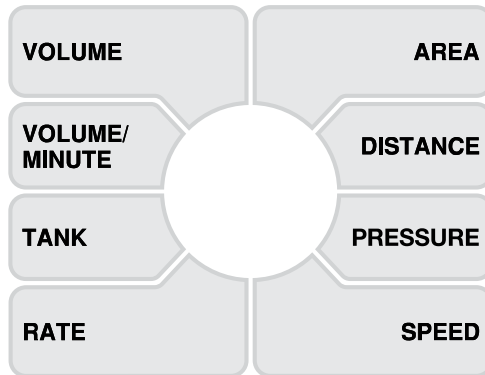 VOLUME
AREA
VOLUME/
MINUTE
DISTANCE
TANK
PRESSURE
RATE
SPEED